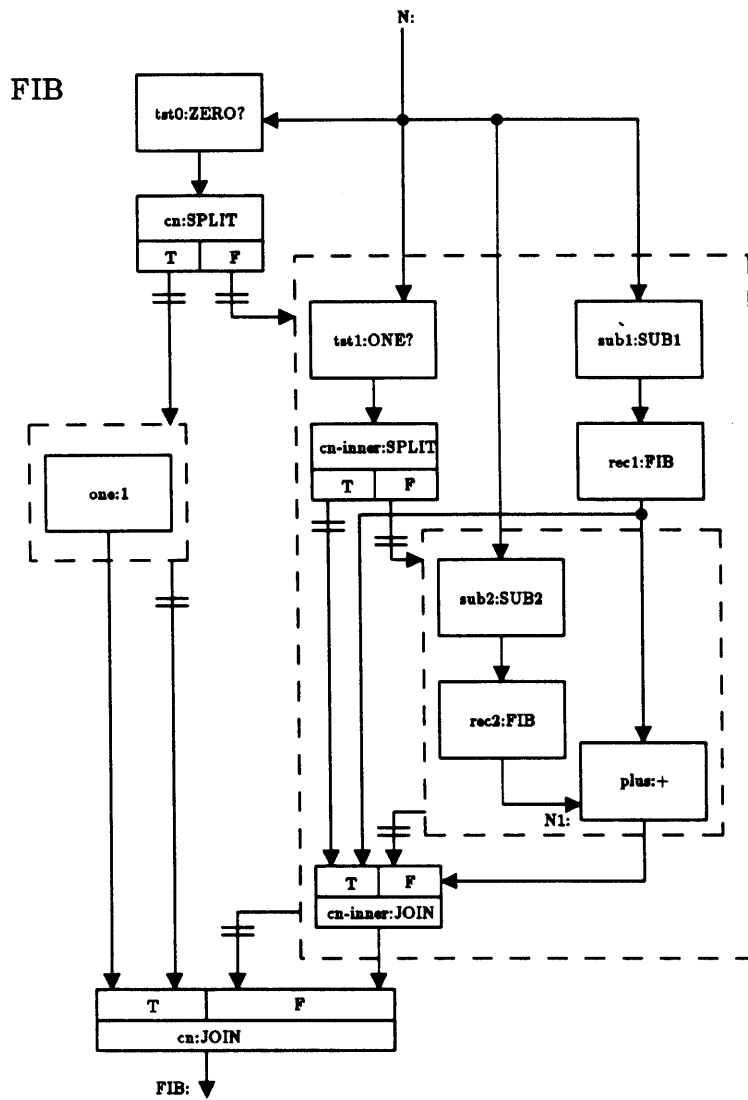 N:
FIB
tst0:ZERO?
cn:SPLIT
T F
tst1:ONE?
sub1:SUB1
cn-inner:SPLIT
T F
rec1:FIB
one:1
sub2:SUB2
rec2:FIB
plus:+
N1:
T F
cn-inner:JOIN
T F
cn:JOIN
FIB: